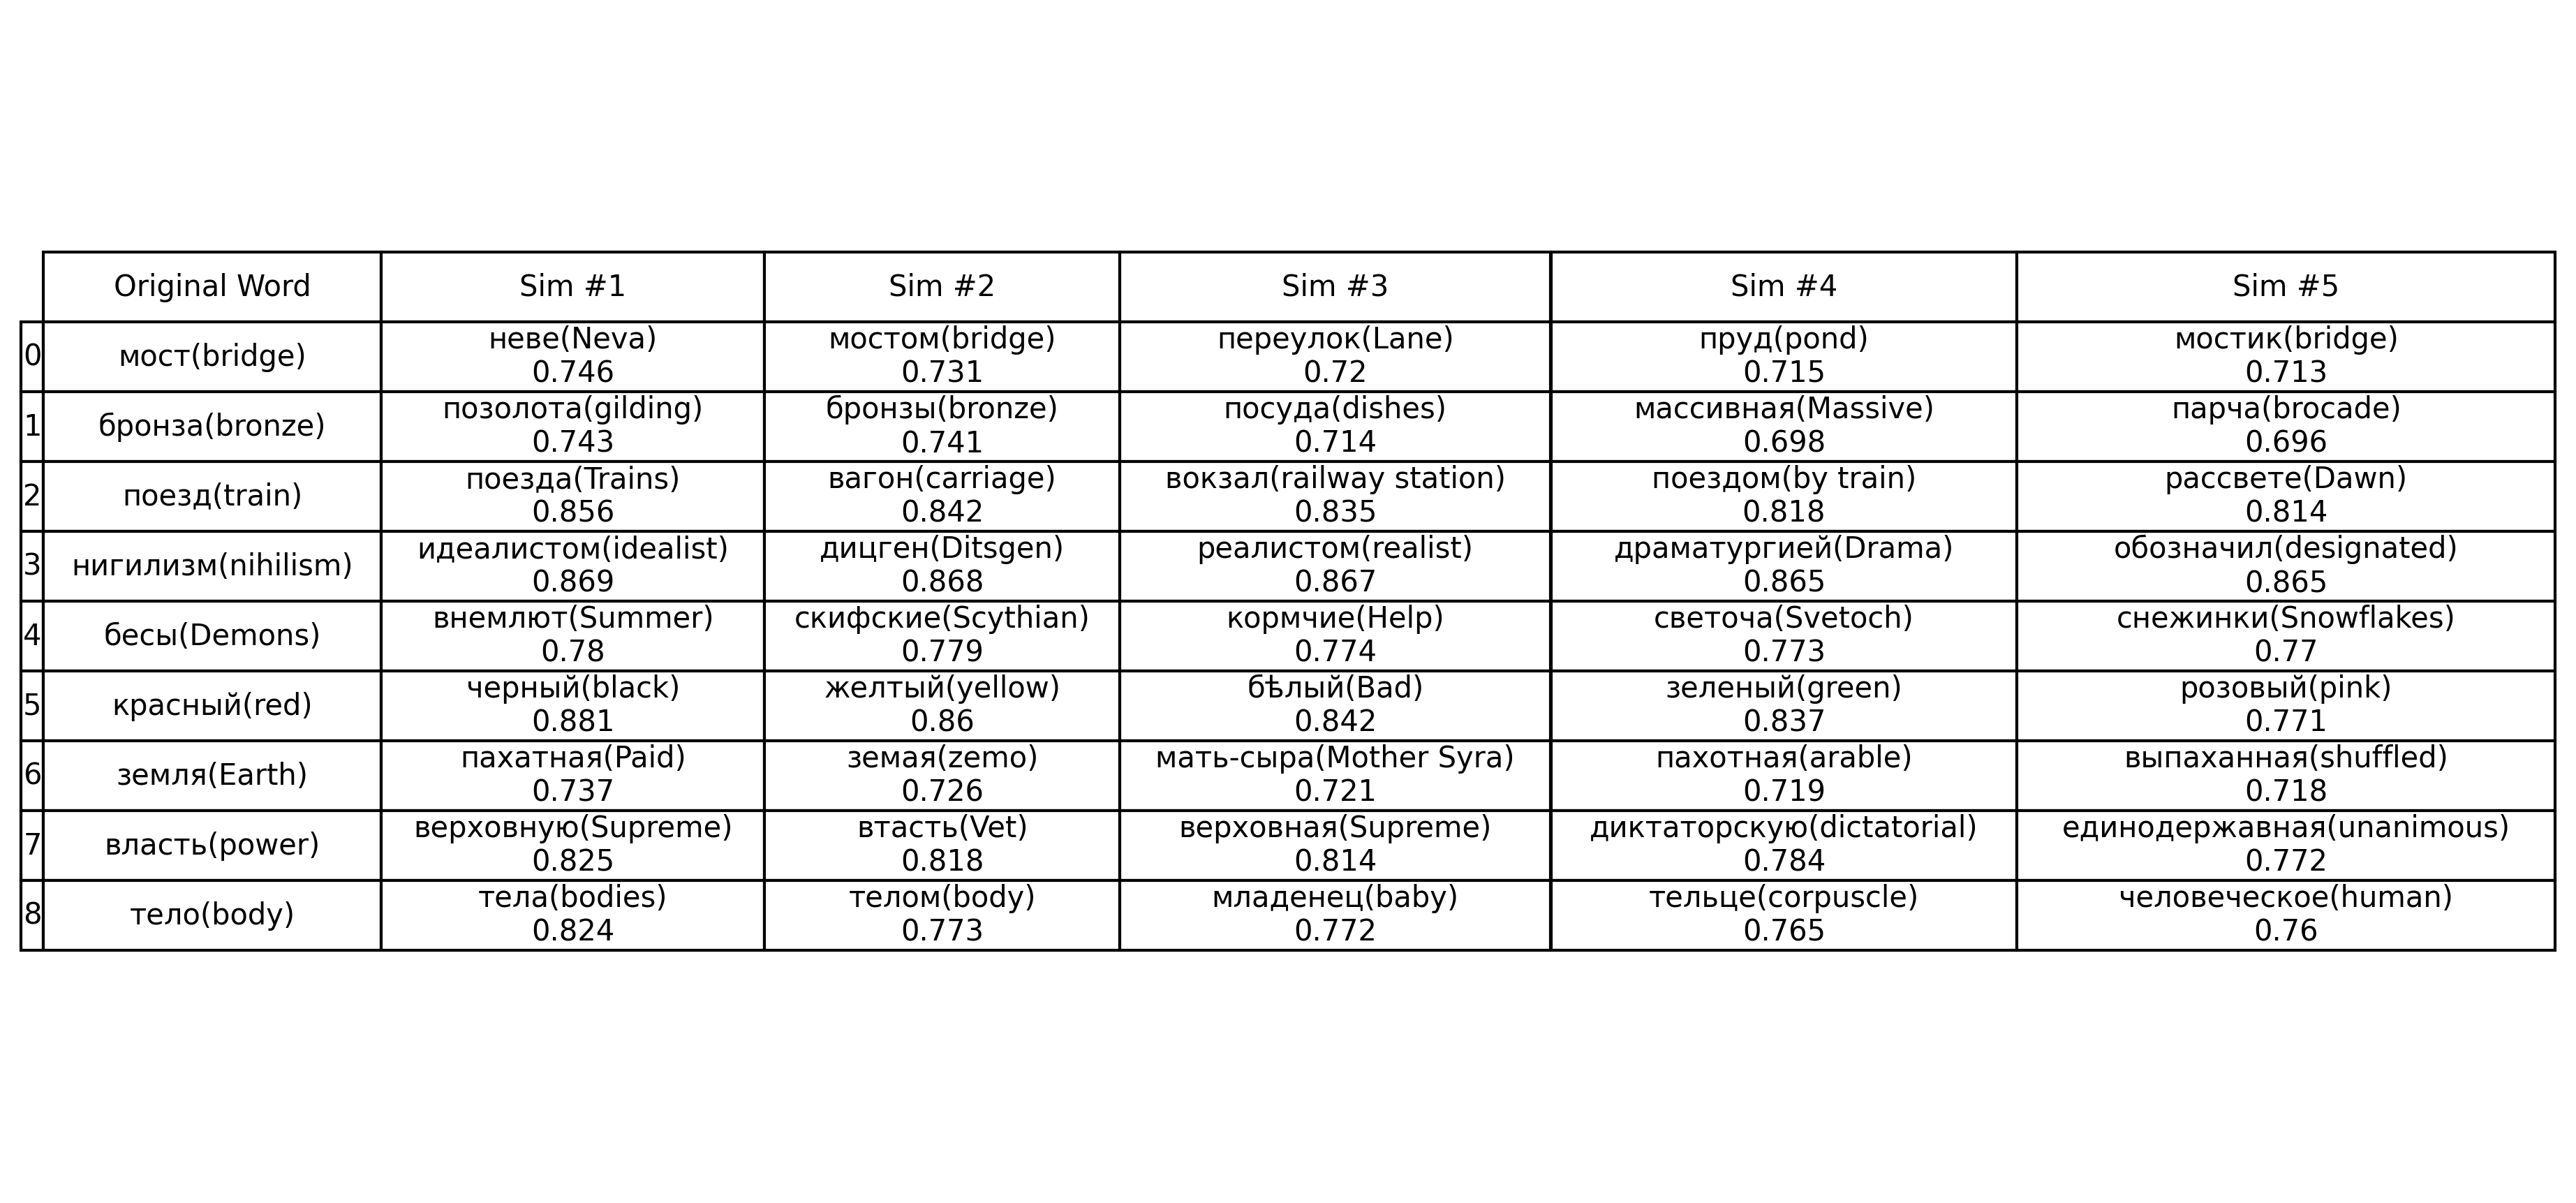 Original Word Sim #1 Sim #2 Sim #3 Sim #4 Sim #5
0 мост(bridge) неве(Neva) мостом(bridge) переулок(Lane) пруд(pond) мостик(bridge)
0.746 0.731 0.72 0.715 0.713
1 бронза(bronze) позолота(gilding) бронзы(bronze) посуда(dishes) массивная(Massive) парча(brocade)
0.743 0.741 0.714 0.698 0.696
2 поезд(train) поезда(Trains) вагон(carriage) вокзал(railway station) поездом(by train) рассвете(Dawn)
0.856 0.842 0.835 0.818 0.814
3 нигилизм(nihilism) идеалистом(idealist) дицген(Ditsgen) реалистом(realist) драматургией(Drama) обозначил(designated)
0.869 0.868 0.867 0.865 0.865
4 бесы(Demons) внемлют(Summer) скифские(Scythian) кормчие(Help) светоча(Svetoch) снежинки(Snowflakes)
0.78 0.779 0.774 0.773 0.77
5 красный(red) черный(black) желтый(yellow) бѣлый(Bad) зеленый(green) розовый(pink)
0.881 0.86 0.842 0.837 0.771
6 земля(Earth) пахатная(Paid) земая(zemo) мать-сыра(Mother Syra) пахотная(arable) выпаханная(shuffled)
0.737 0.726 0.721 0.719 0.718
7 власть(power) верховную(Supreme) втасть(Vet) верховная(Supreme) диктаторскую(dictatorial) единодержавная(unanimous)
0.825 0.818 0.814 0.784 0.772
8 тело(body) тела(bodies) телом(body) младенец(baby) тельце(corpuscle) человеческое(human)
0.824 0.773 0.772 0.765 0.76